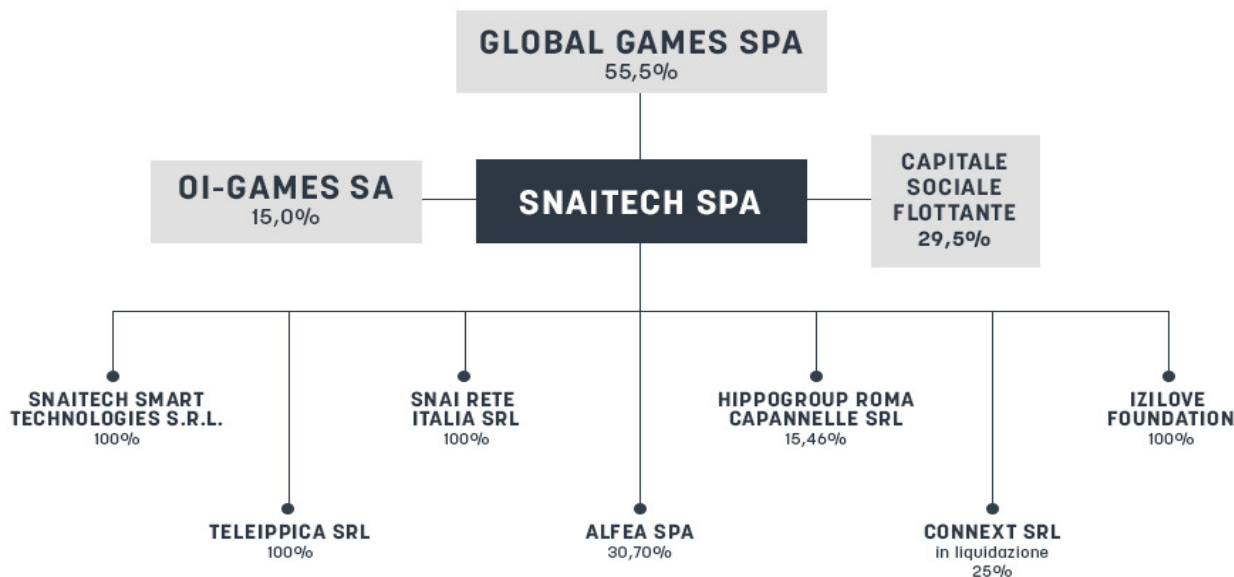 GLOBAL GAMES SPA
55,5%
OI-GAMES SA
15,0%
SNAITECH SPA
CAPITALE
SOCIALE
FLOTTANTE
29,5%
SNAITECH SMART
TECHNOLOGIES S.R.L.
100%
SNAI RETE
ITALIA SRL
100%
HIPPOGROUP ROMA
CAPANNELLE SRL
15,46%
IZILOVE
FOUNDATION
100%
TELEIPPICA SRL
100%
ALFEA SPA
30,70%
CONNEXT SRL
in liquidazione
25%